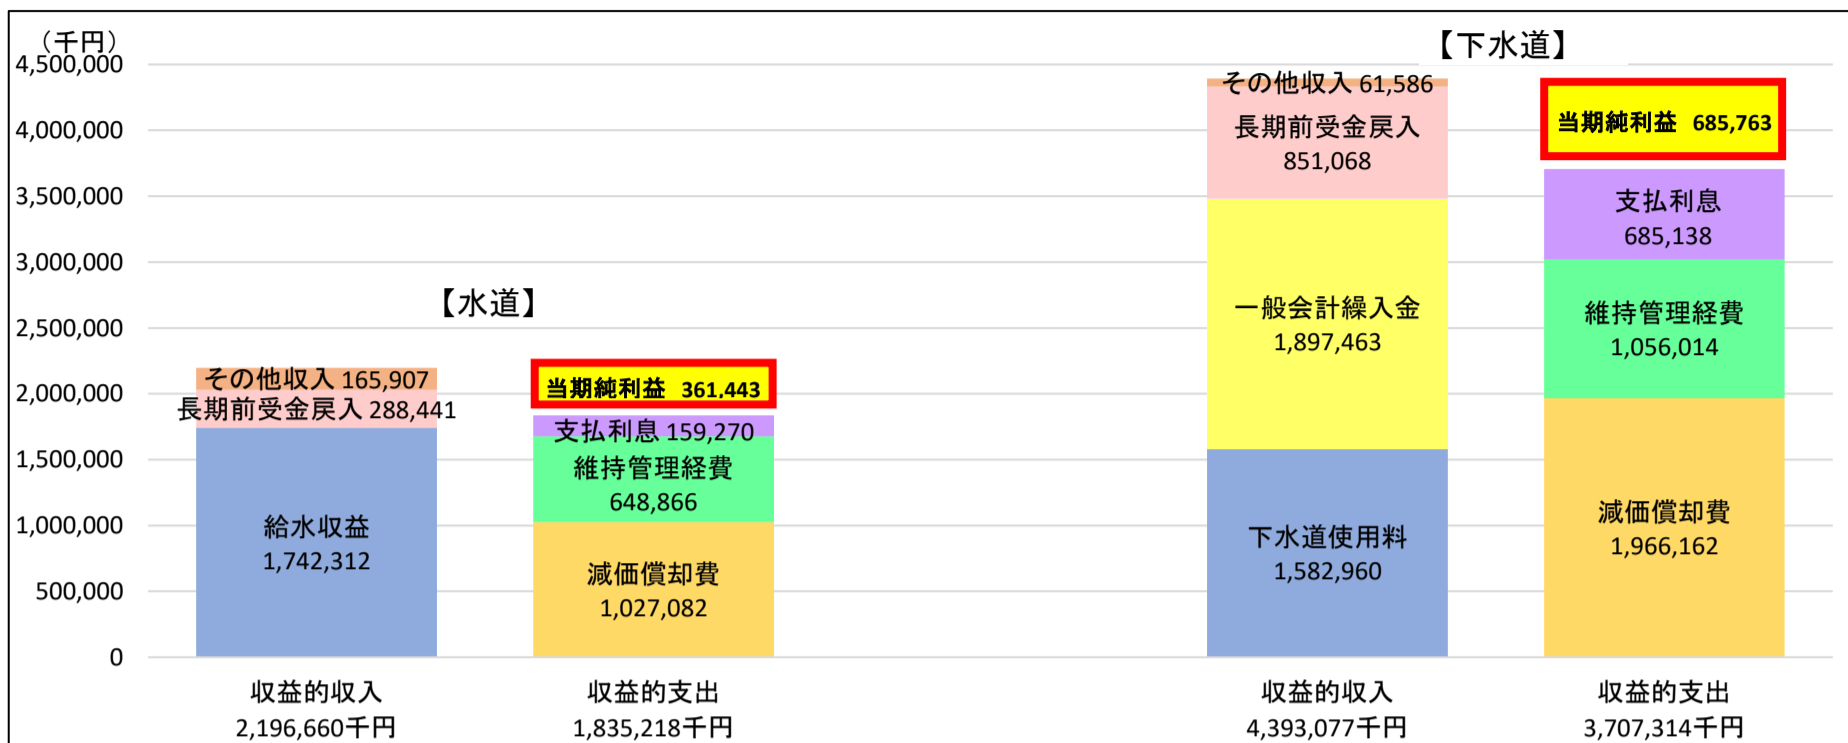 （千円）
4,500,000
4,000,000
3,500,000
3,000,000
2,500,000
2,000,000
1,500,000
1,000,000
500,000
0
【水道】
その他収入 165,907
長期前受金戻入 288,441
給水収益
1,742,312
収益的収入
2,196,660千円
当期純利益 361,443
支払利息 159,270
維持管理経費
648,866
減価償却費
1,027,082
収益的支出
1,835,218千円
【下水道】
その他収入 61,586
長期前受金戻入
851,068
一般会計繰入金
1,897,463
下水道使用料
1,582,960
収益的収入
4,393,077千円
当期純利益 685,763
支払利息
685,138
維持管理経費
1,056,014
減価償却費
1,966,162
収益的支出
3,707,314千円